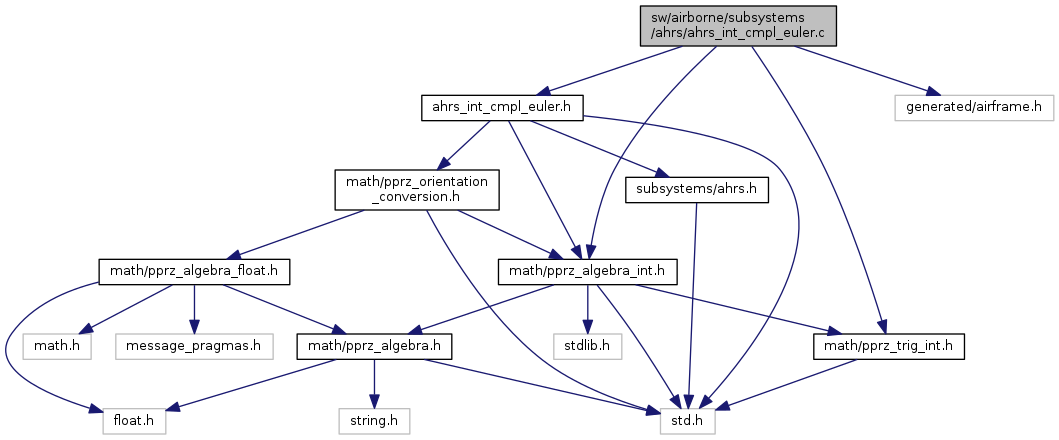 sw/airborne/subsystems
/ahrs/ahrs_int_cmpl_euler.c
ahrs_int_cmpl_euler.h
generated/airframe.h
math/pprz_orientation
_conversion.h
subsystems/ahrs.h
math/pprz_algebra_float.h
math/pprz_algebra_int.h
math.h
message_pragmas.h
math/pprz_algebra.h
stdlib.h
math/pprz_trig_int.h
float.h
string.h
std.h